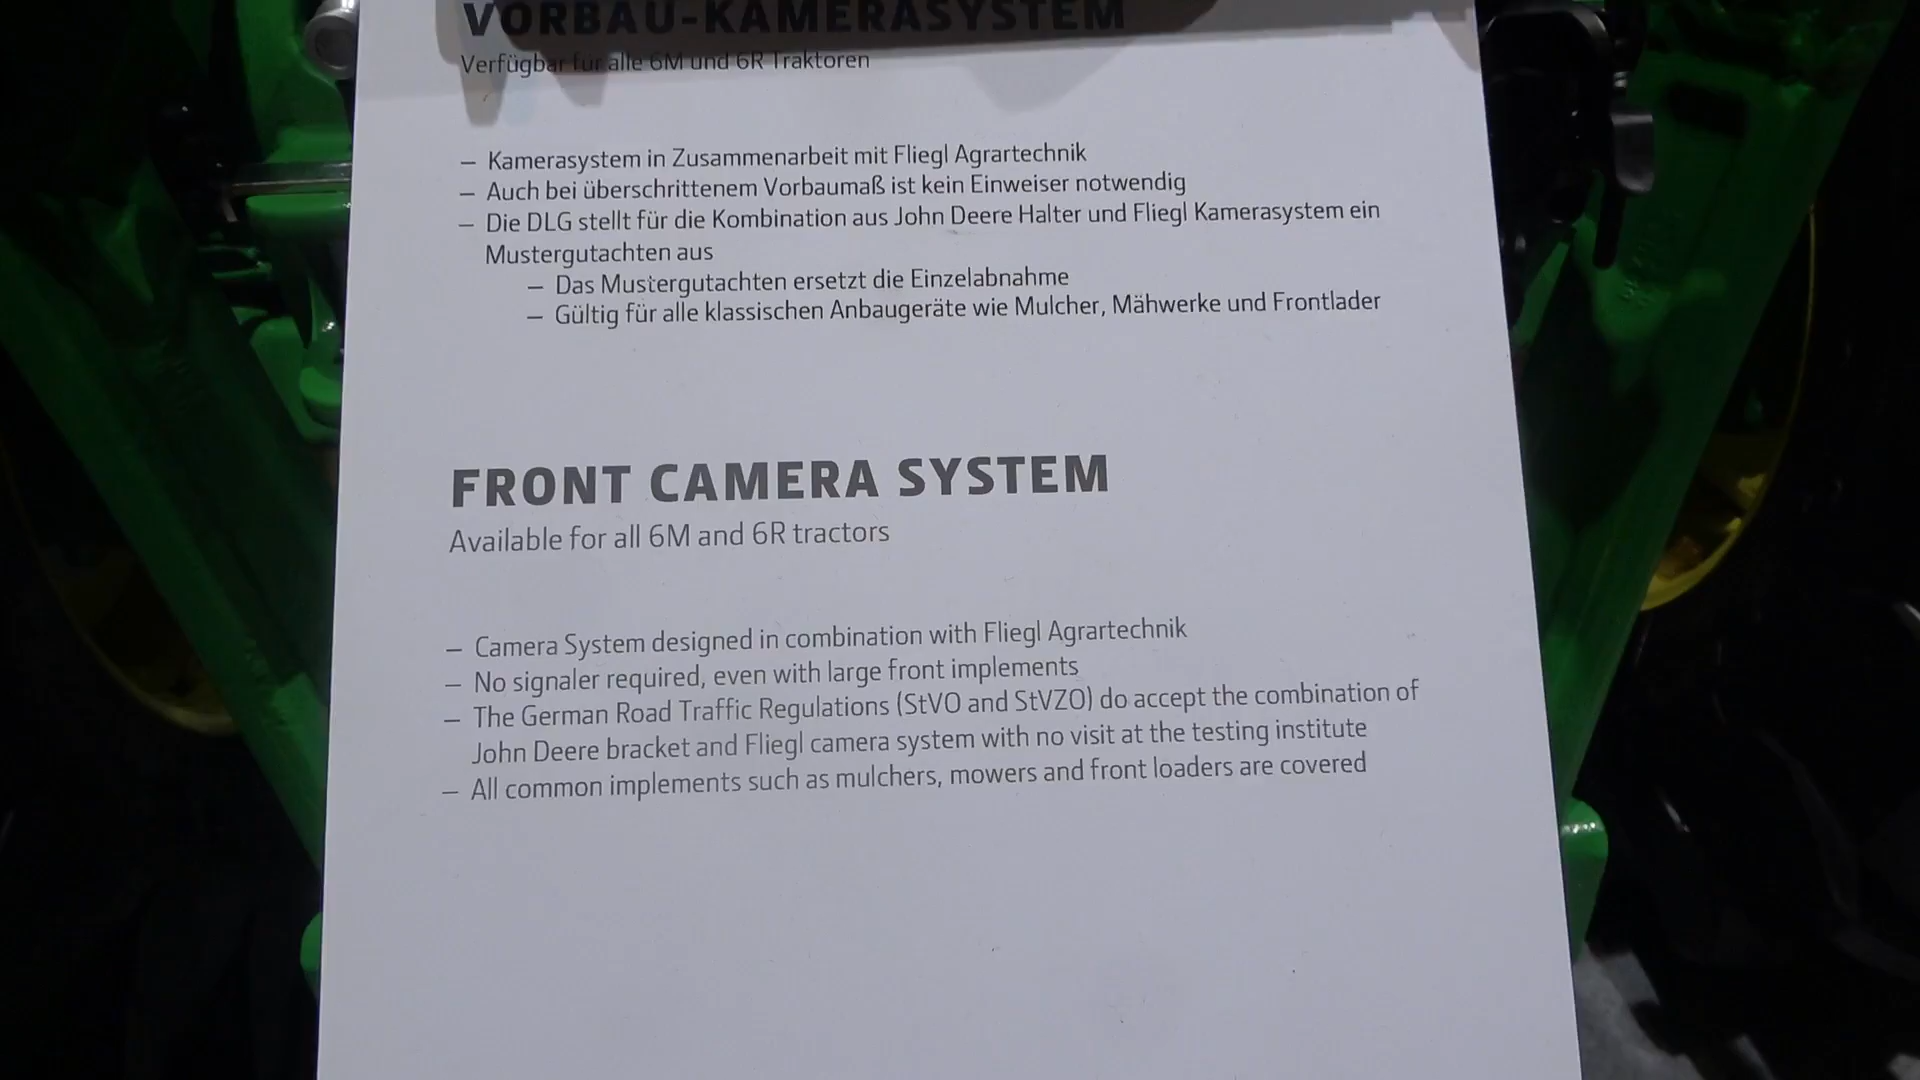 VORBAU-KAMERASYSTEM
Verfügbar für alle 6M und 6R Traktoren
– Kamerasystem in Zusammenarbeit mit Fliegl Agrartechnik
– Auch bei überschrittenem Vorbaumaß ist kein Einweiser notwendig
– Die DLG stellt für die Kombination aus John Deere Halter und Fliegl Kamerasystem ein
Mustergutachten aus
– Das Mustergutachten ersetzt die Einzelabnahme
– Gültig für alle klassischen Anbaugeräte wie Mulcher, Mähwerke und Frontlader
FRONT CAMERA SYSTEM
Available for all 6M and 6R tractors
– Camera System designed in combination with Fliegl Agrartechnik
– No signaler required, even with large front implements
– The German Road Traffic Regulations (StVO and StVZO) do accept the combination of
John Deere bracket and Fliegl camera system with no visit at the testing institute
– All common implements such as mulchers, mowers and front loaders are covered